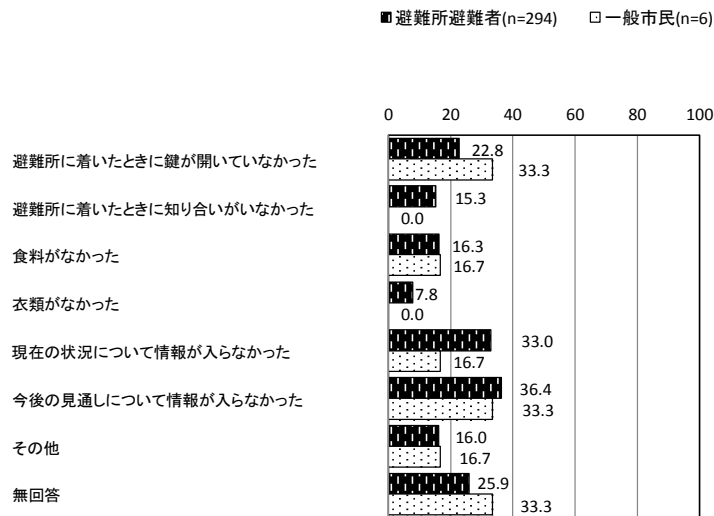 避難所避難者(n=294) 一般市民(n=6)
0 20 40 60 80 100
避難所に着いたときに鍵が開いていなかった 22.8
33.3
避難所に着いたときに知り合いがいなかった 15.3
0.0
食料がなかった 16.3
16.7
衣類がなかった 7.8
0.0
現在の状況について情報が入らなかった 33.0
16.7
今後の見通しについて情報が入らなかった 36.4
33.3
その他 16.0
16.7
無回答 25.9
33.3